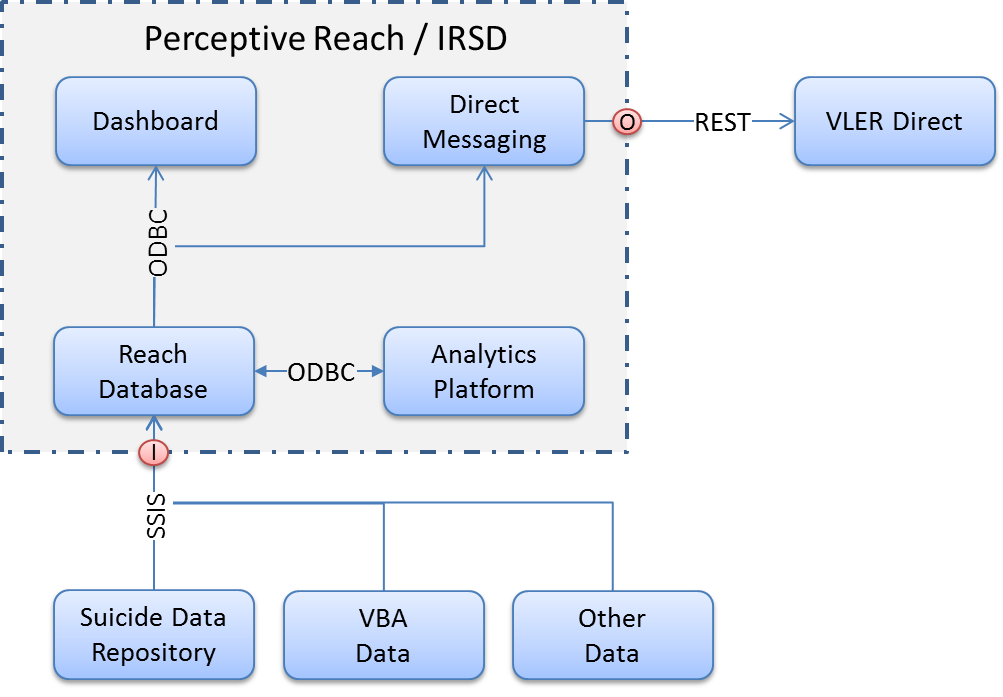 Perceptive Reach / IRSD
Dashboard
Direct
Messaging
O
REST
VLER Direct
ODBC
Reach
Database
ODBC
Analytics
Platform
I
SSIS
Suicide Data
Repository
VBA
Data
Other
Data